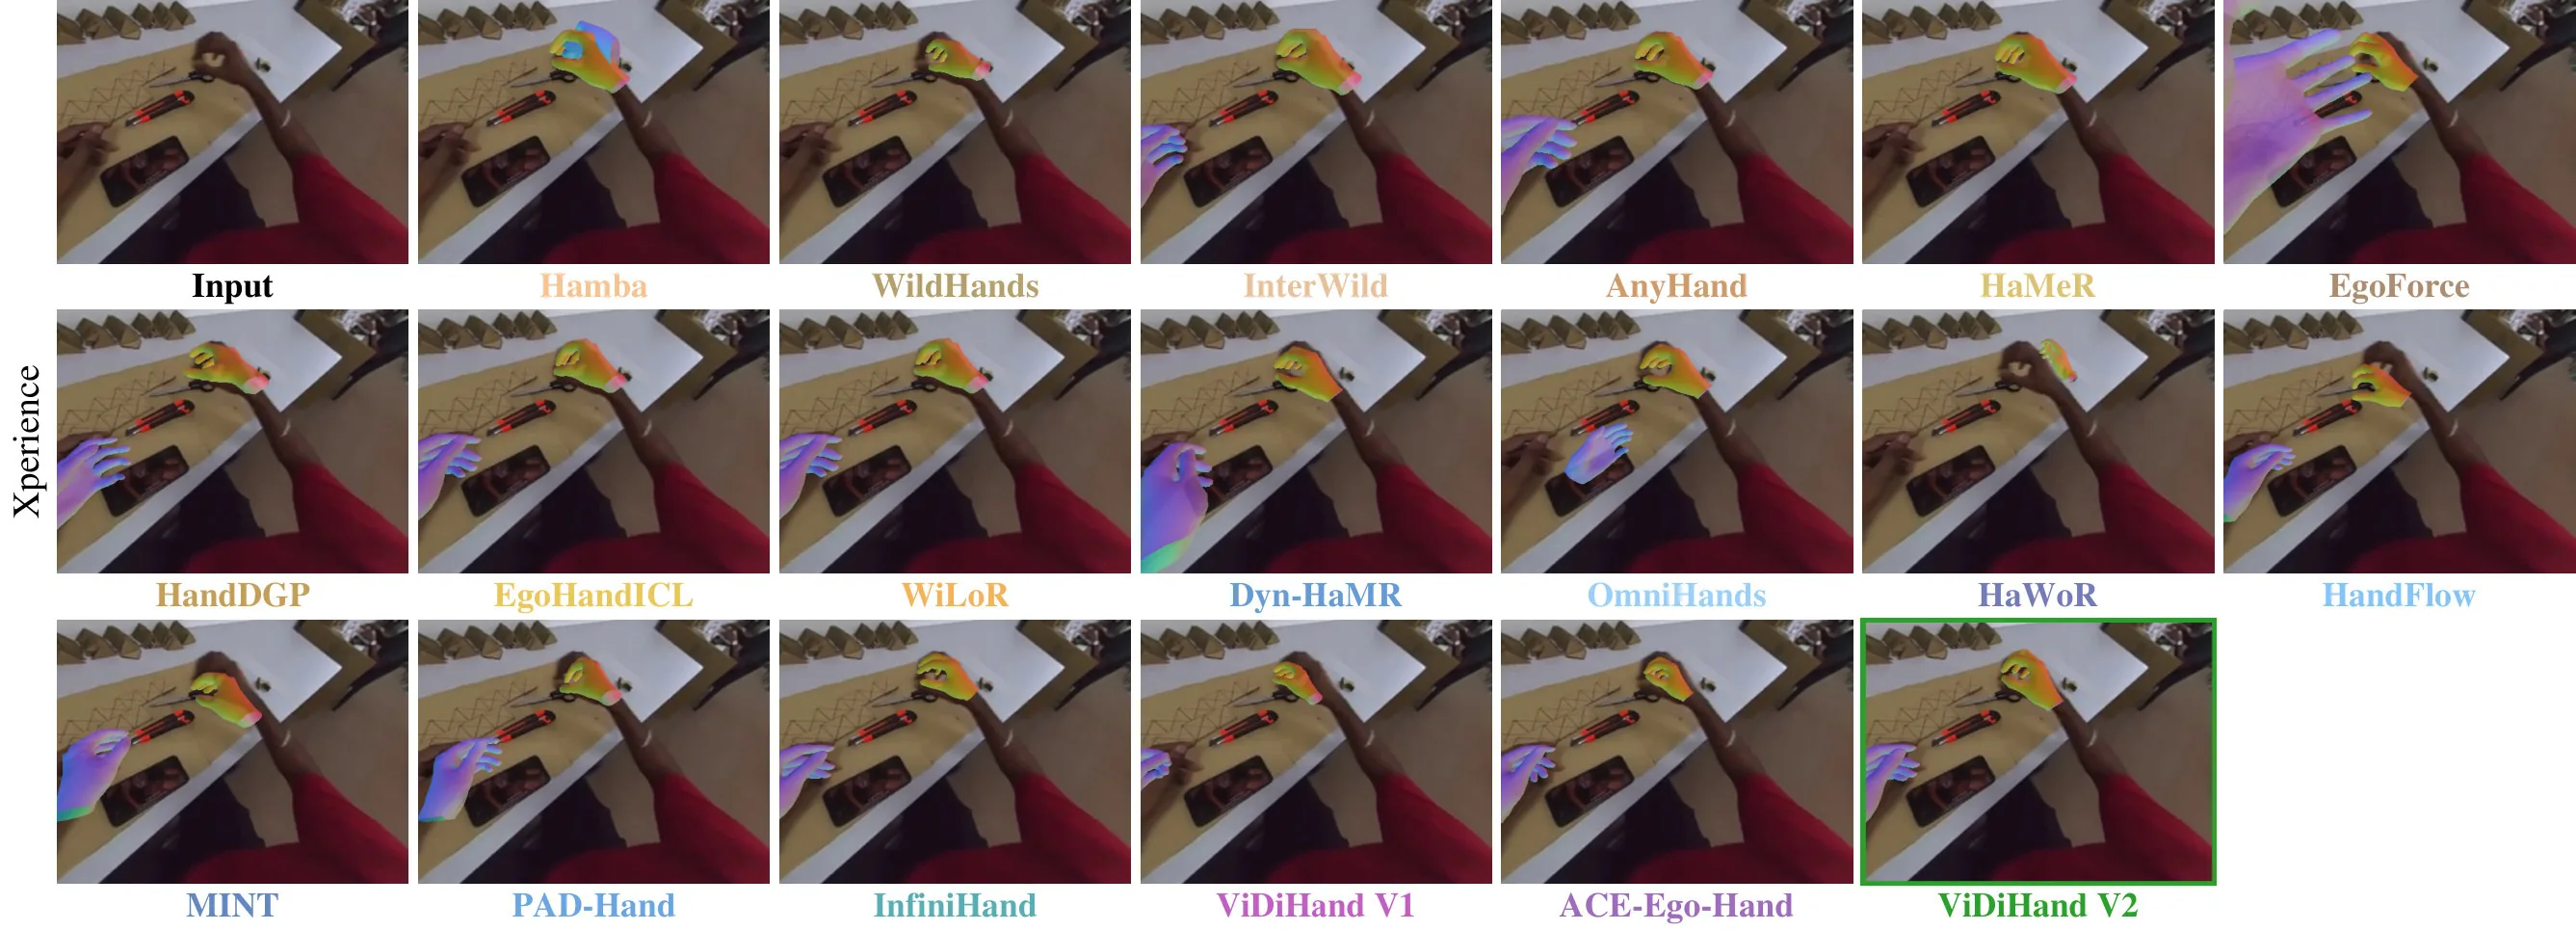 Input Hamba WildHands InterWild AnyHand HaMeR EgoForce
Xperience
HandDGP EgoHandICL WiLoR Dyn-HaMR OmniHands HaWoR HandFlow
MINT PAD-Hand InfiniHand ViDiHand V1 ACE-Ego-Hand ViDiHand V2